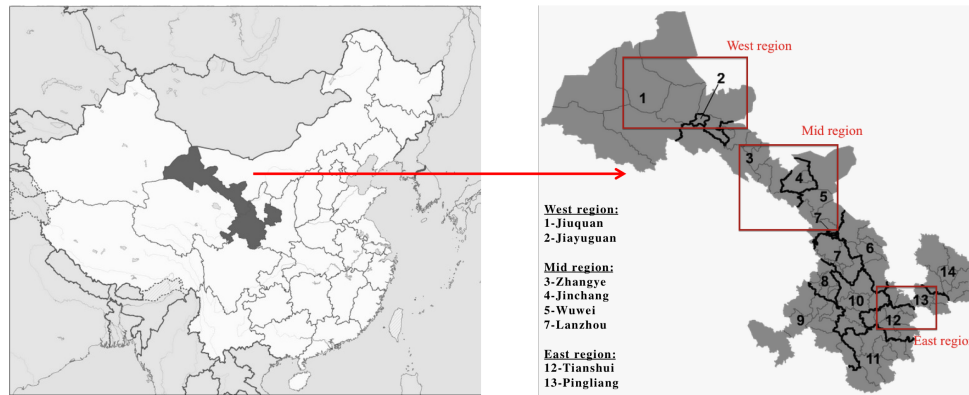 West region
2
1
Mid region
3
4
5
7
6
7
14
8
10
13
12
9
East region
11
West region:
1-Jiuquan
2-Jiayuguan
Mid region:
3-Zhangye
4-Jinchang
5-Wuwei
7-Lanzhou
East region:
12-Tianshui
13-Pingliang